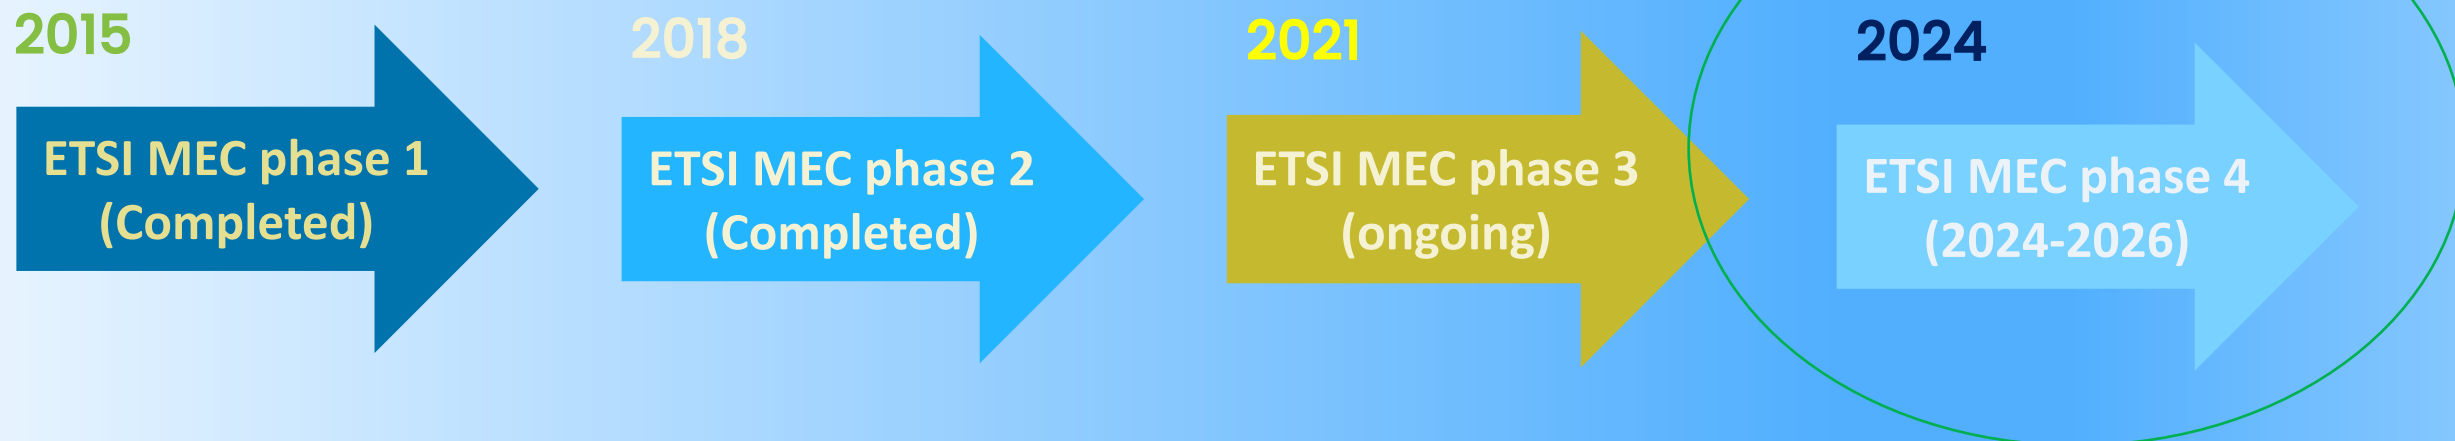 2015
ETSI MEC phase 1
(Completed)
2018
ETSI MEC phase 2
(Completed)
2021
ETSI MEC phase 3
(ongoing)
2024
ETSI MEC phase 4
(2024-2026)